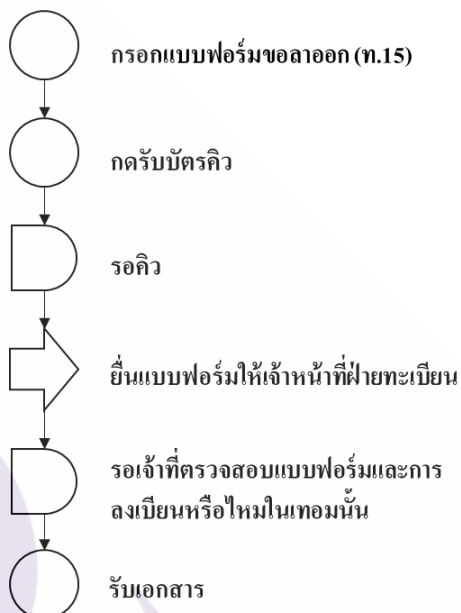 กรอกแบบฟอร์มขอลาออก (ท.15)
กดรับบัตรคิว
รอคิว
ยื่นแบบฟอร์มให้เจ้าหน้าที่ฝ่ายทะเบียน
รอเจ้าที่ตรวจสอบแบบฟอร์มและการ
ลงเบียนหรือไหมในเทอมนั้น
รับเอกสาร